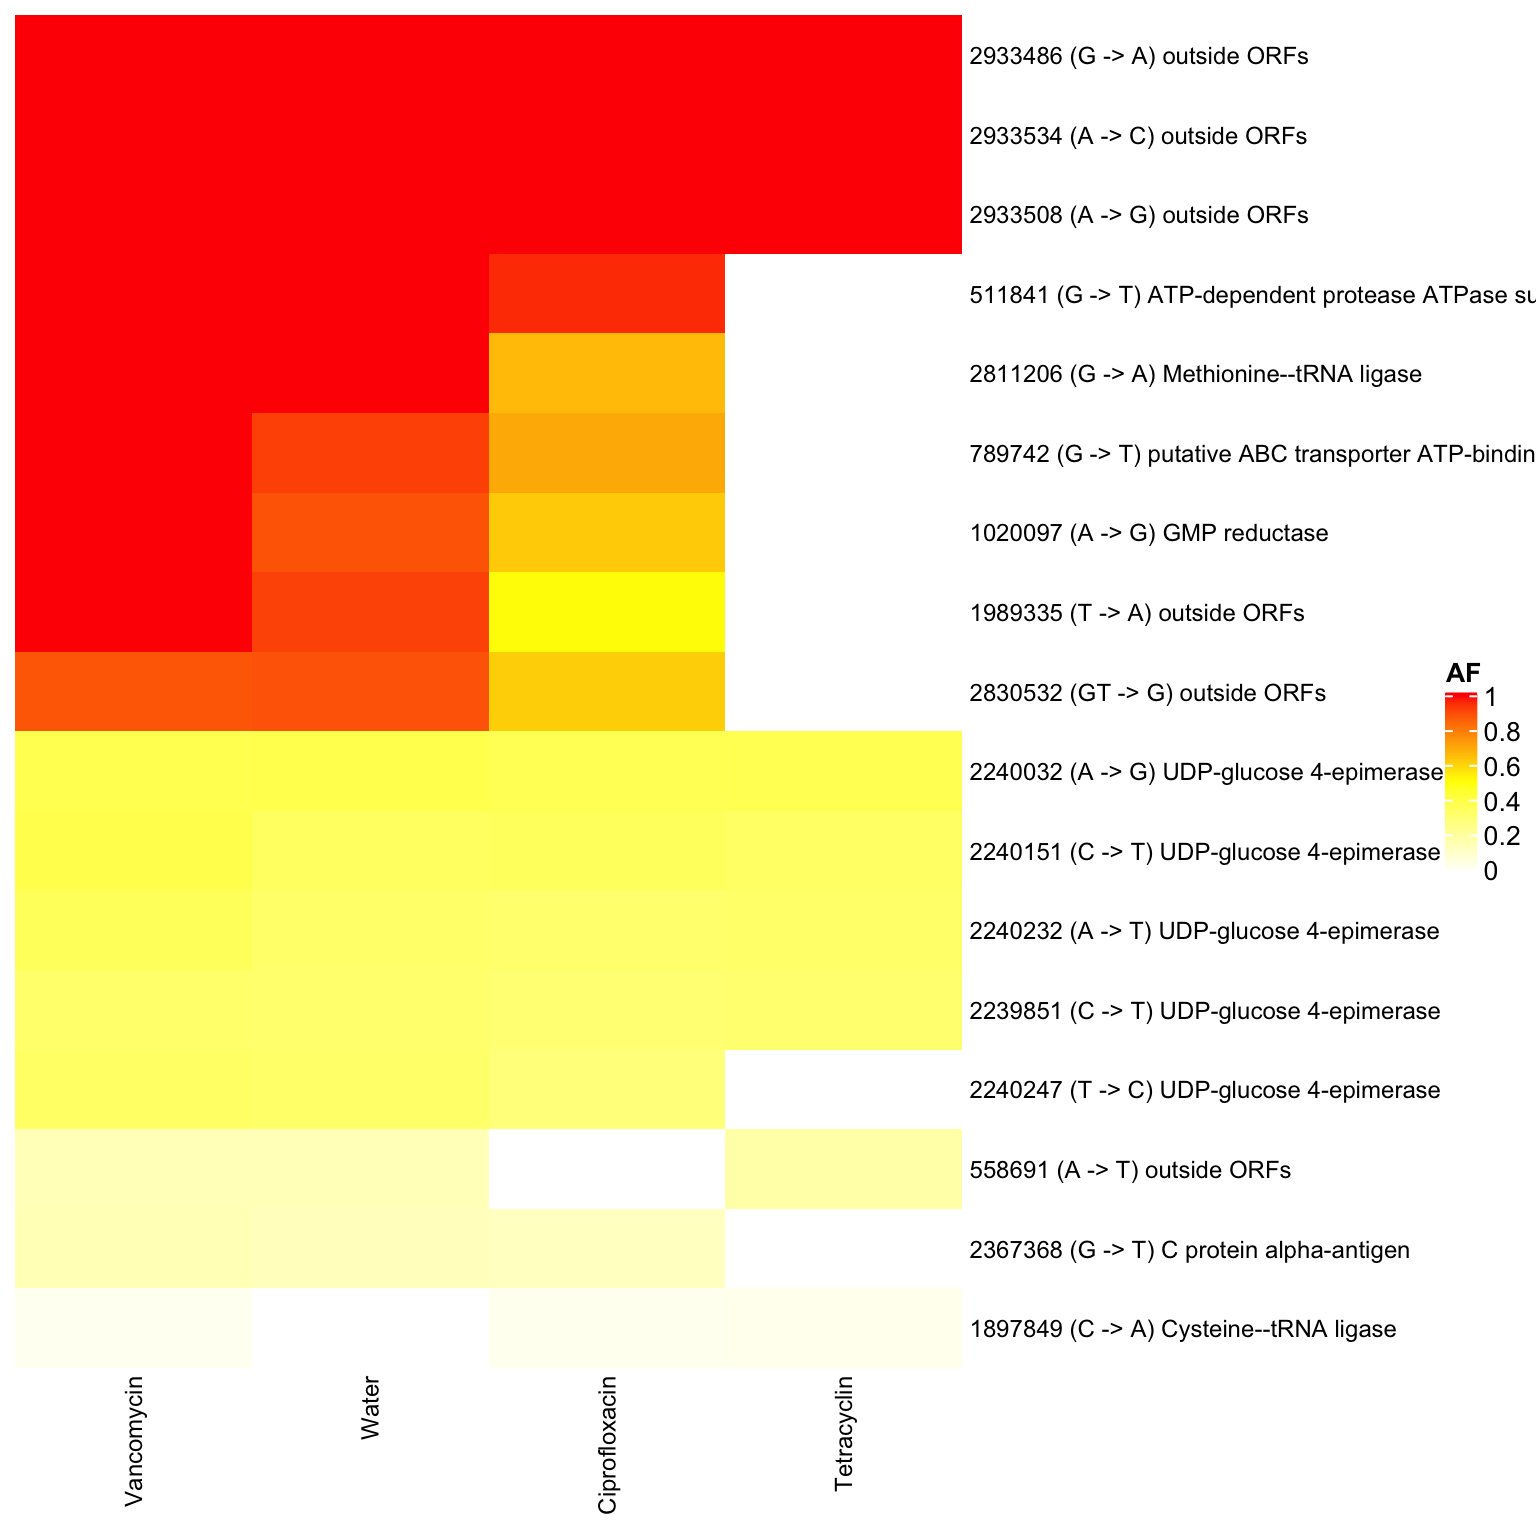 2933486 (G -> A) outside ORFs
2933534 (A -> C) outside ORFs
2933508 (A -> G) outside ORFs
511841 (G -> T) ATP-dependent protease ATPase su
2811206 (G -> A) Methionine--tRNA ligase
789742 (G -> T) putative ABC transporter ATP-bindin
1020097 (A -> G) GMP reductase
1989335 (T -> A) outside ORFs
2830532 (GT -> G) outside ORFs
2240032 (A -> G) UDP-glucose 4-epimerase
2240151 (C -> T) UDP-glucose 4-epimerase
2240232 (A -> T) UDP-glucose 4-epimerase
2239851 (C -> T) UDP-glucose 4-epimerase
2240247 (T -> C) UDP-glucose 4-epimerase
558691 (A -> T) outside ORFs
2367368 (G -> T) C protein alpha-antigen
1897849 (C -> A) Cysteine--tRNA ligase
AF
1
0.8
0.6
0.4
0.2
0
Vancomycin
Water
Ciprofloxacin
Tetracyclin